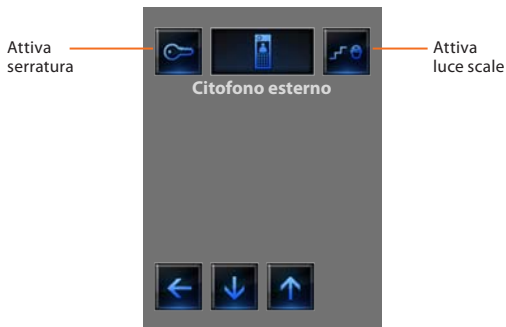 Attiva
serratura
Attiva
luce scale
Citofono esterno